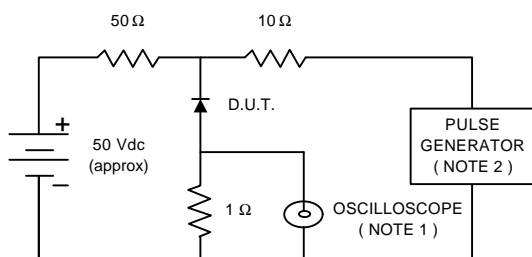 50 Ω
10 Ω
D.U.T.
+
50 Vdc
(approx)
−
1 Ω
OSCILLOSCOPE
( NOTE 1 )
PULSE
GENERATOR
( NOTE 2 )